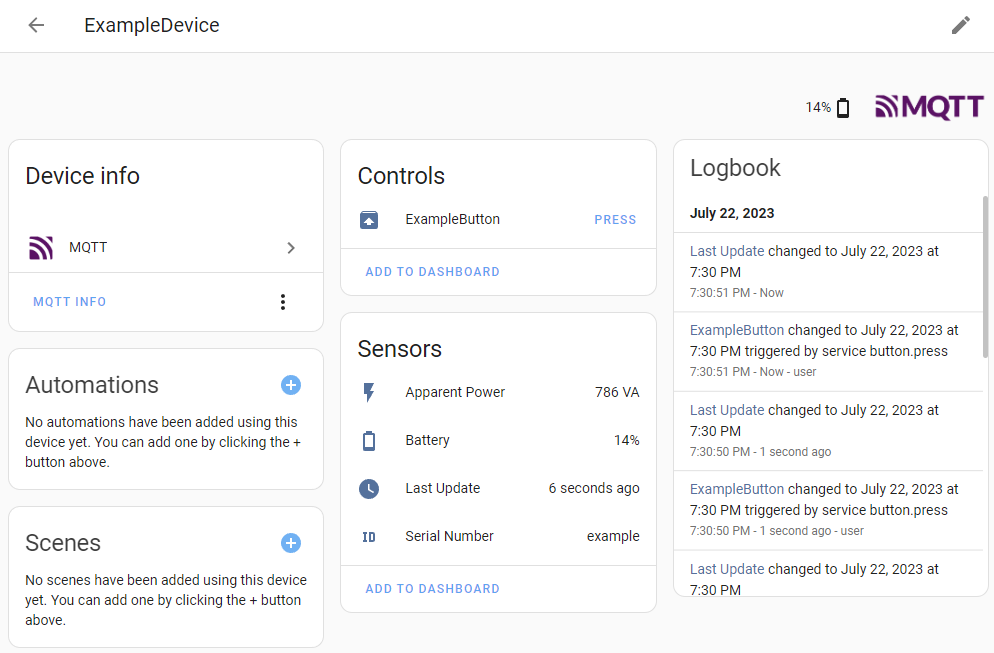 ExampleDevice
14%
MQTT
Device info
MQTT
MQTT INFO
Automations
No automations have been added using this
device yet. You can add one by clicking the +
button above.
Scenes
No scenes have been added using this device
yet. You can add one by clicking the + button
above.
Controls
ExampleButton PRESS
ADD TO DASHBOARD
Sensors
Apparent Power 786 VA
Battery 14%
Last Update 6 seconds ago
ID Serial Number example
ADD TO DASHBOARD
Logbook
July 22, 2023
Last Update changed to July 22, 2023 at
7:30 PM
7:30:51 PM - Now
ExampleButton changed to July 22, 2023 at
7:30 PM triggered by service button.press
7:30:51 PM - Now - user
Last Update changed to July 22, 2023 at
7:30 PM
7:30:50 PM - 1 second ago
ExampleButton changed to July 22, 2023 at
7:30 PM triggered by service button.press
7:30:50 PM - 1 second ago - user
Last Update changed to July 22, 2023 at
7:30 PM